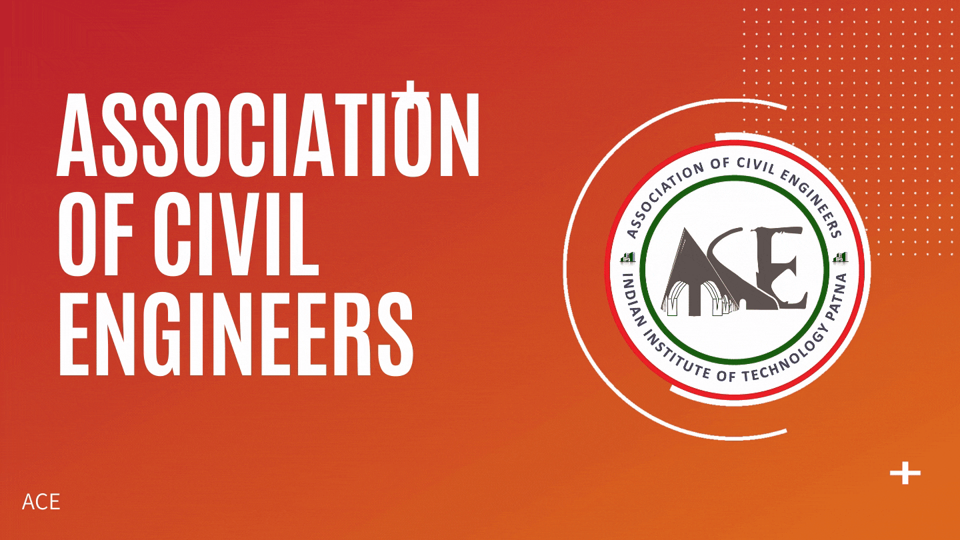 ASSOCIATION
OF CIVIL
ENGINEERS
ASSOCIATION OF CIVIL ENGINEERS
ACE
INDIAN INSTITUTE OF TECHNOLOGY PATNA
ACE